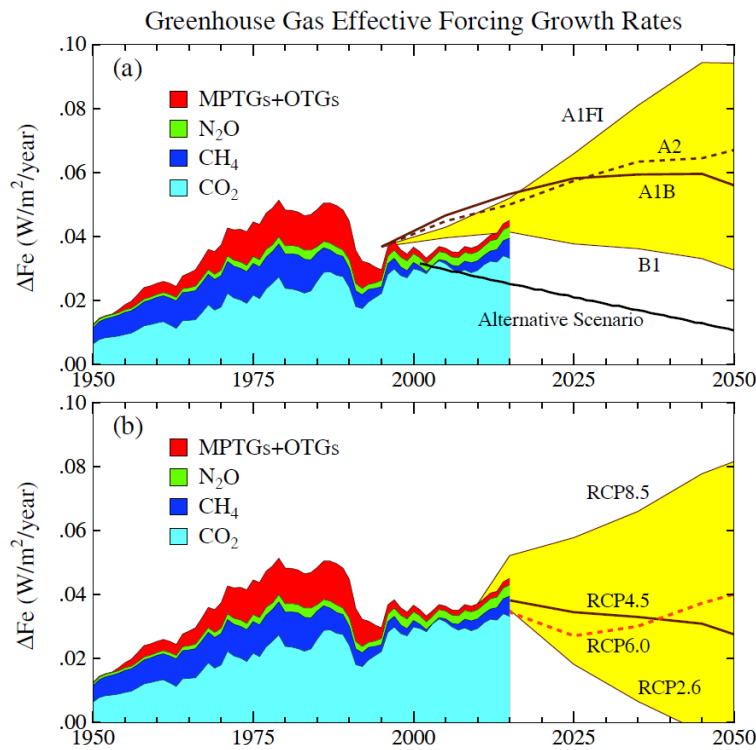 Greenhouse Gas Effective Forcing Growth Rates
.10
(a)
MPTGs+OTGs
N₂O
CH₄
CO₂
A1FI
A2
A1B
B1
Alternative Scenario
.08
.06
.04
.02
.00
ΔFe (W/m²/year)
1950 1975 2000 2025 2050
.10
(b)
MPTGs+OTGs
N₂O
CH₄
CO₂
RCP8.5
RCP4.5
RCP6.0
RCP2.6
.08
.06
.04
.02
.00
ΔFe (W/m²/year)
1950 1975 2000 2025 2050